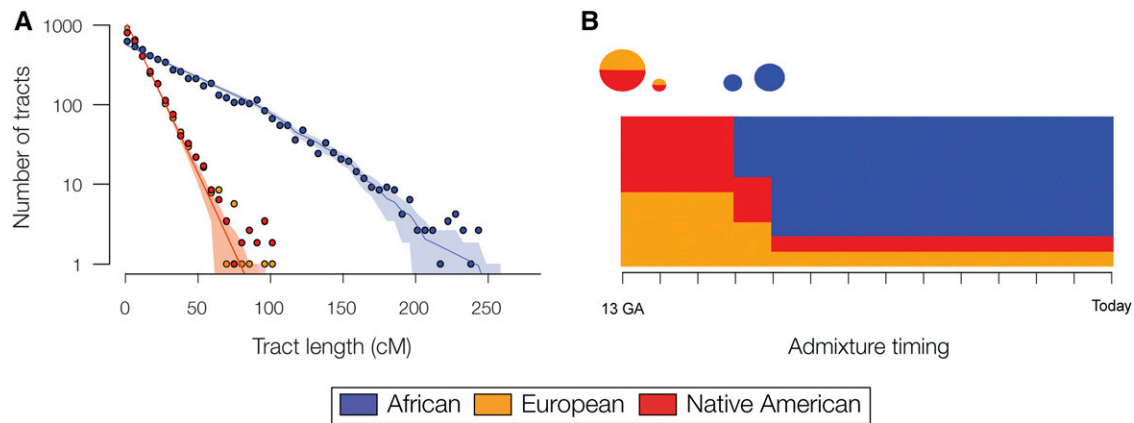 A
B
1000
100
10
1
Number of tracts
0 50 100 150 200 250
Tract length (cM)
13 GA
Today
Admixture timing
African European Native American